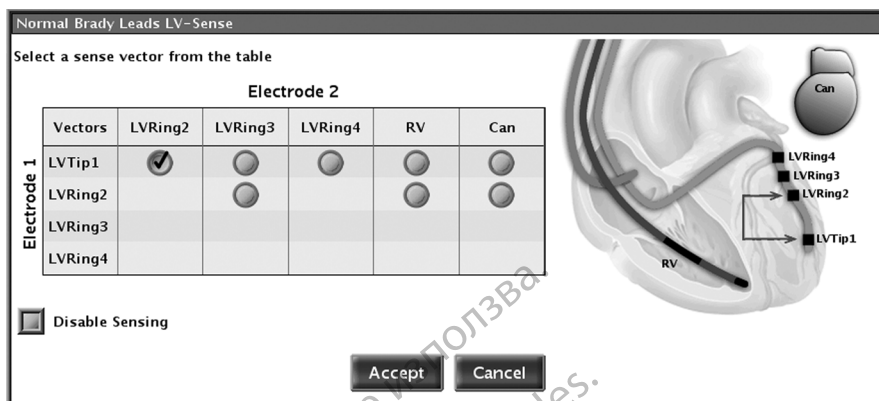 Normal Brady Leads LV-Sense
Select a sense vector from the table
Electrode 2
Electrode 1
Vectors LVRing2 LVRing3 LVRing4 RV Can
LVTip1
LVRing2
LVRing3
LVRing4
Disable Sensing
Accept Cancel
Can
LVRing4
LVRing3
LVRing2
LVTip1
RV